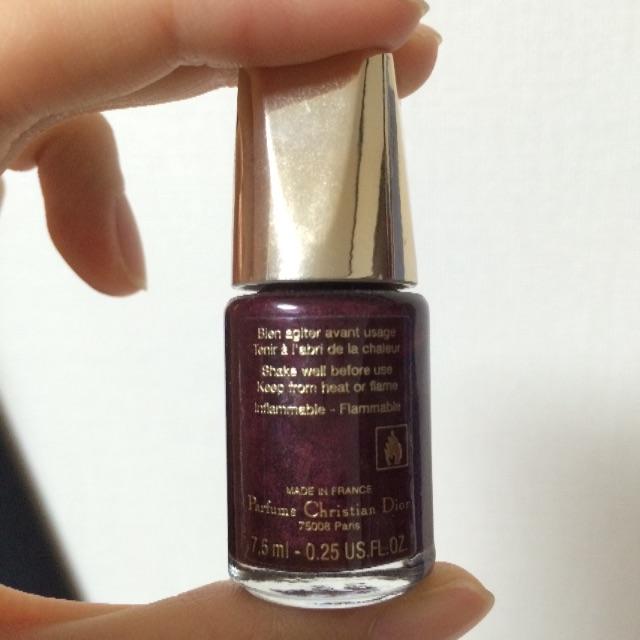 Bien agiter avant usage
Tenir à l'abri de la chaleur
Shake well before use
Keep from heat or flame
Inflammable - Flammable
MADE IN FRANCE
Parfums Christian Dior
75008 Paris
7,5 ml - 0.25 US.FL.OZ.